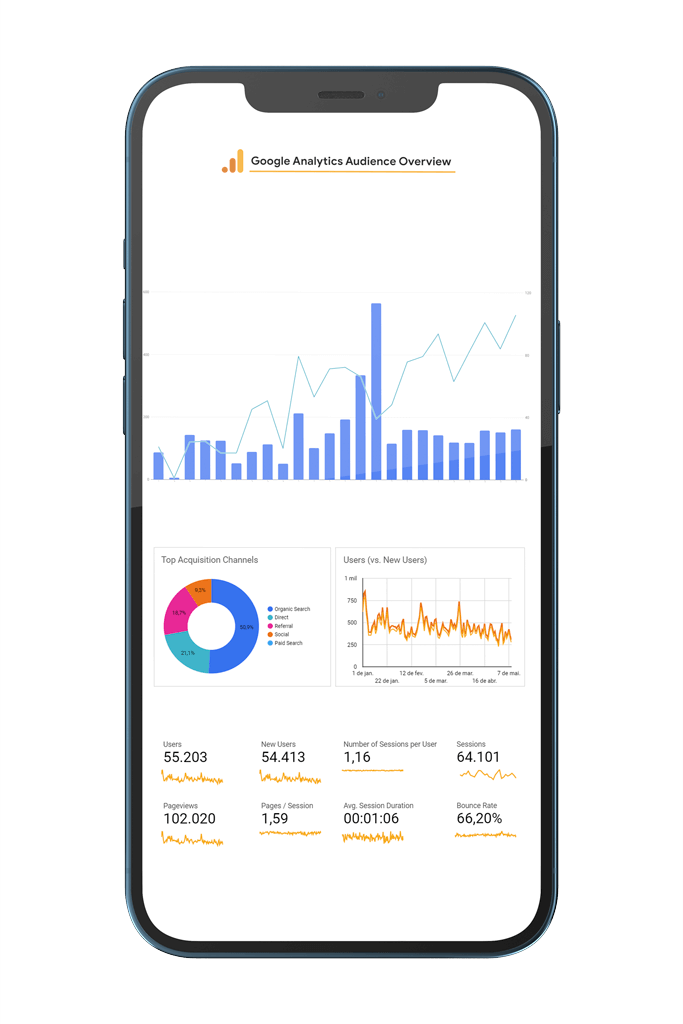 Google Analytics Audience Overview
Top Acquisition Channels
50,9%
21,1%
18,7%
9,3%
Organic Search
Direct
Referral
Social
Paid Search
Users (vs. New Users)
1 mil
750
500
250
0
1 de jan.
12 de fev.
26 de mar.
7 de mai.
22 de jan.
5 de mar.
16 de abr.
Users
55.203
New Users
54.413
Number of Sessions per User
1,16
Sessions
64.101
Pageviews
102.020
Pages / Session
1,59
Avg. Session Duration
00:01:06
Bounce Rate
66,20%